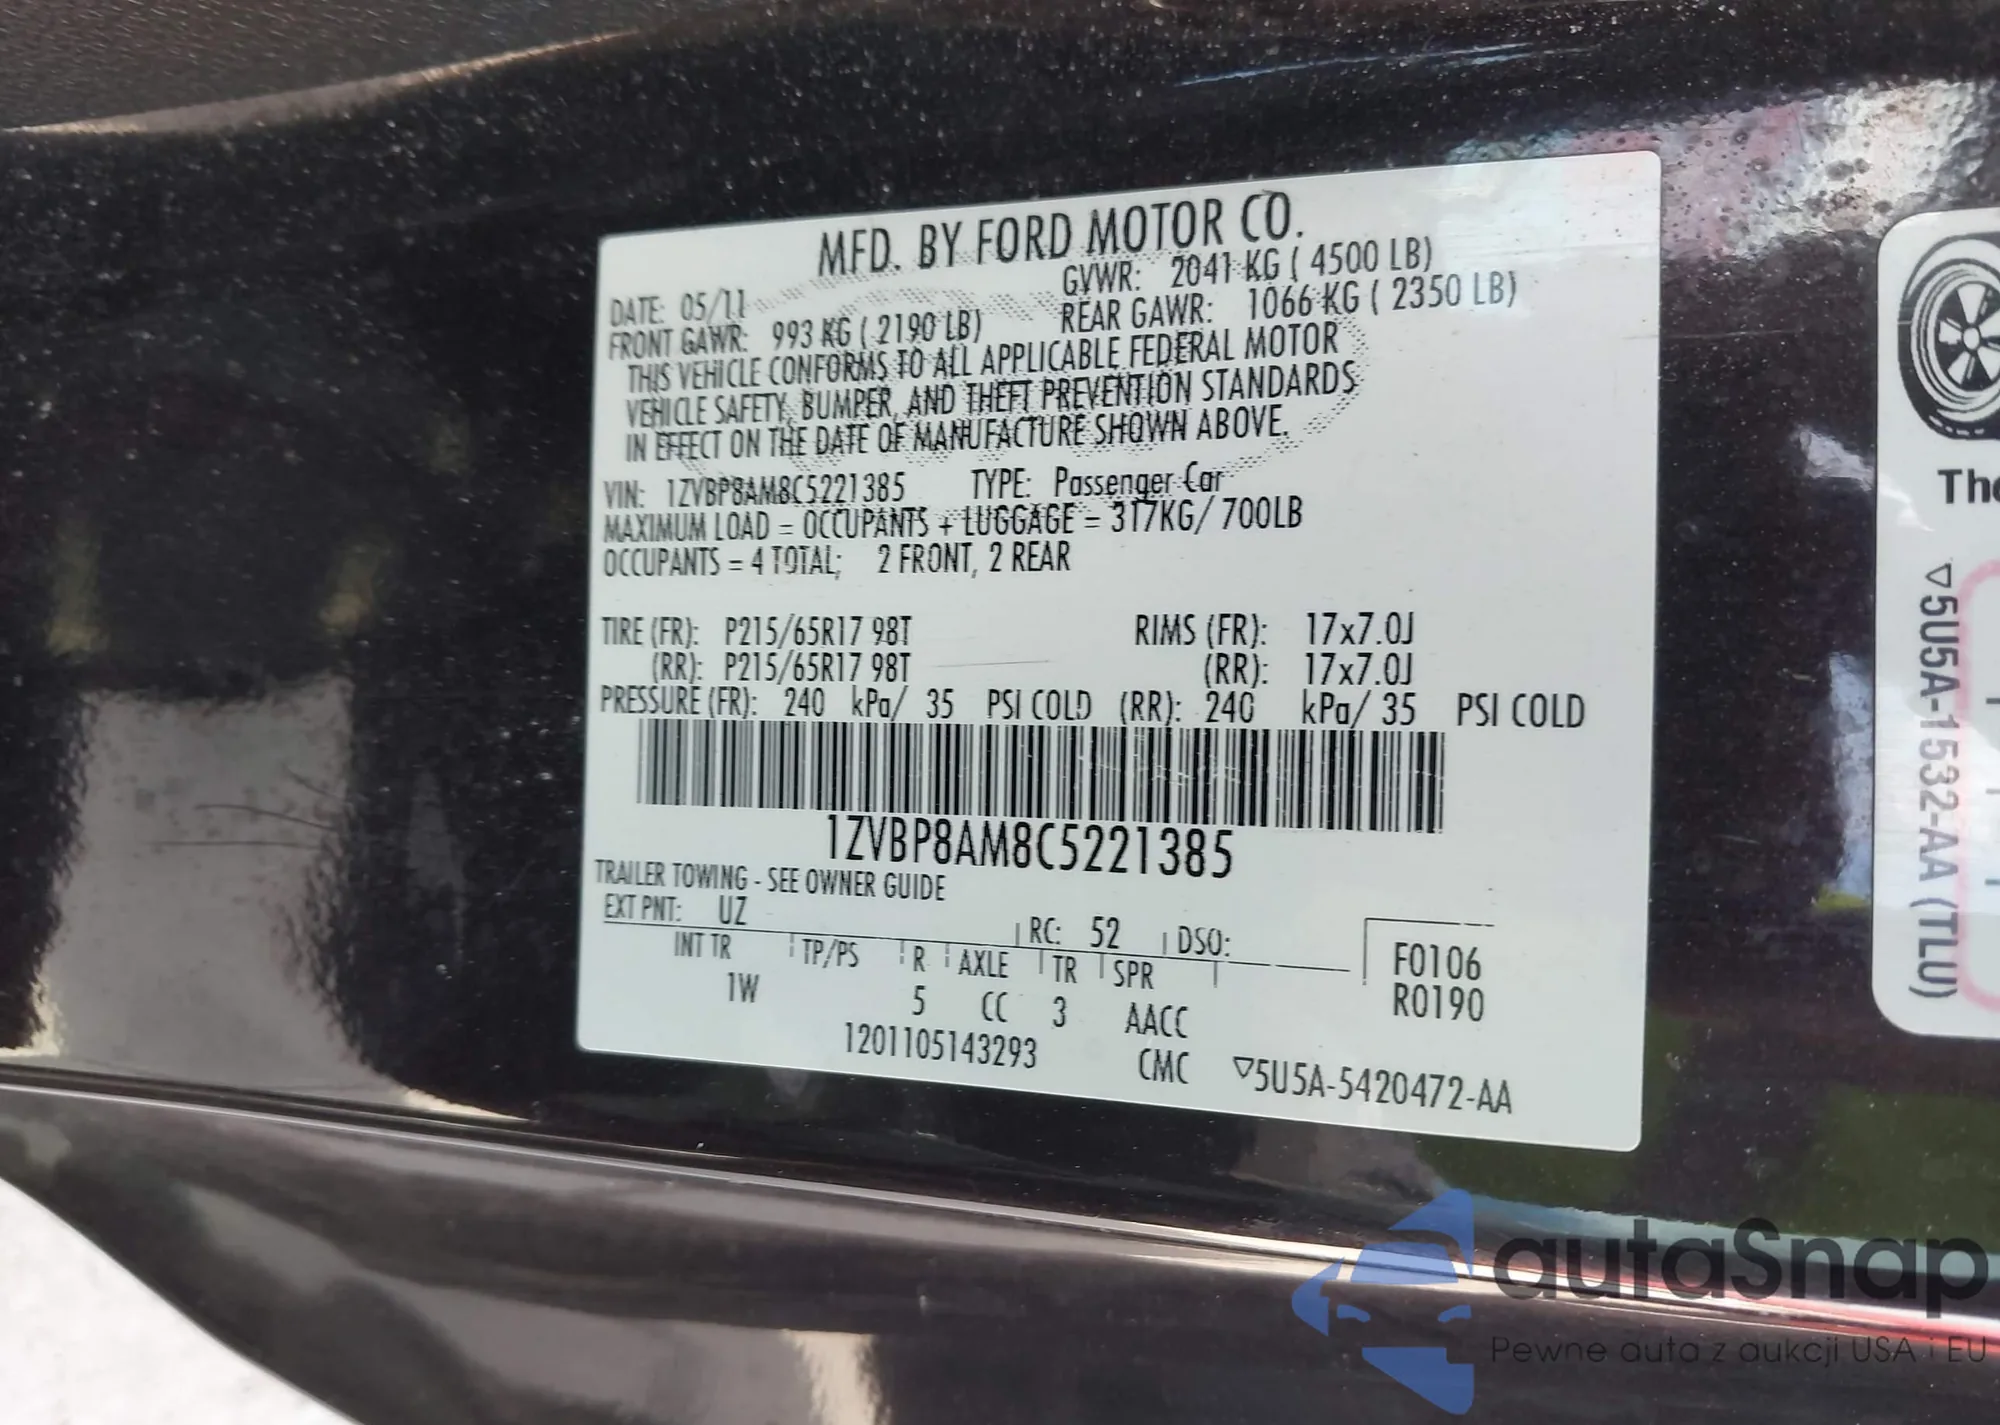 MFD. BY FORD MOTOR CO.
DATE: 05/11 GVWR: 2041 KG ( 4500 LB)
FRONT GAWR: 993 KG ( 2190 LB) REAR GAWR: 1066 KG ( 2350 LB)
THIS VEHICLE CONFORMS TO ALL APPLICABLE FEDERAL MOTOR
VEHICLE SAFETY, BUMPER, AND THEFT PREVENTION STANDARDS
IN EFFECT ON THE DATE OF MANUFACTURE SHOWN ABOVE.
VIN: 1ZVBP8AM8C5221385 TYPE: Passenger Car
MAXIMUM LOAD = OCCUPANTS + LUGGAGE = 317KG/ 700LB
OCCUPANTS = 4 TOTAL; 2 FRONT, 2 REAR
TIRE (FR): P215/65R17 98T RIMS (FR): 17x7.0J
(RR): P215/65R17 98T (RR): 17x7.0J
PRESSURE (FR): 240 kPa/ 35 PSI COLD (RR): 240 kPa/ 35 PSI COLD
1ZVBP8AM8C5221385
TRAILER TOWING - SEE OWNER GUIDE
EXT PNT: UZ RC: 52 DSO:
INT TR TP/PS R AXLE TR SPR F0106
1W 5 CC 3 AACC R0190
1201105143293 CMC ▽5U5A-5420472-AA
▽5U5A-1532-AA (TLU)
autaSnap
Pewne auta z aukcji USA i EU